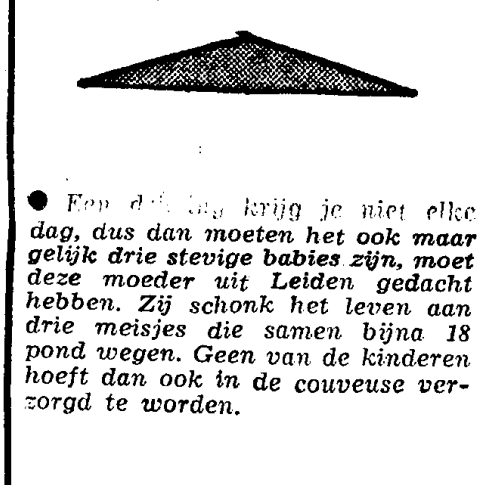 ● Een drieling krijg je niet elke
dag, dus dan moeten het ook maar
gelijk drie stevige babies zijn, moet
deze moeder uit Leiden gedacht
hebben. Zij schonk het leven aan
drie meisjes die samen bijna 18
pond wegen. Geen van de kinderen
hoeft dan ook in de couveuse ver-
zorgd te worden.